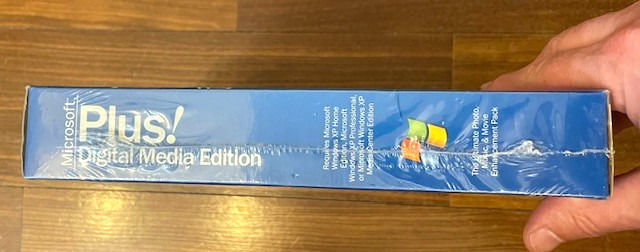 Microsoft
Plus!
Digital Media Edition
Requires Microsoft
Windows XP Home
Edition, Microsoft
Windows XP Professional,
or Microsoft Windows XP
Media Center Edition
The Ultimate Photo,
Music, & Movie
Enhancement Pack